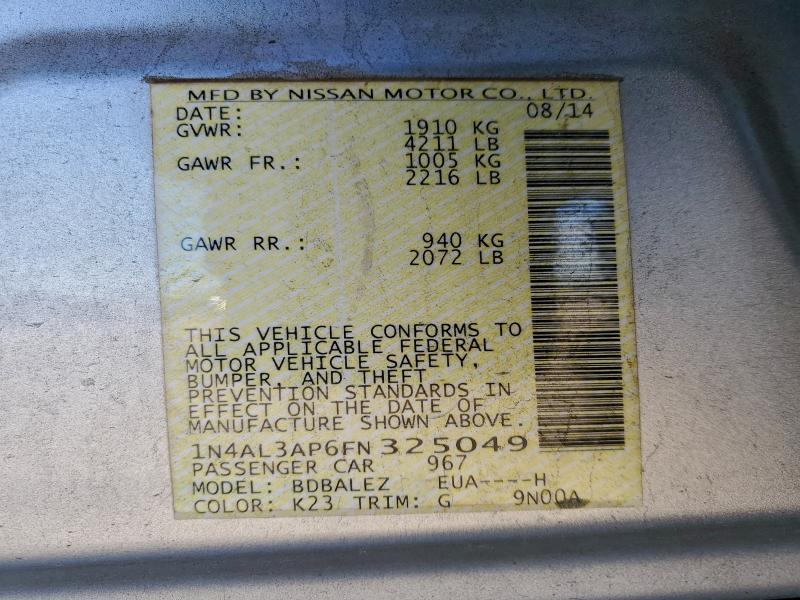 MFD BY NISSAN MOTOR CO., LTD.
DATE: 08/14
GVWR: 1910 KG
4211 LB
GAWR FR.: 1005 KG
2216 LB
GAWR RR.: 940 KG
2072 LB
THIS VEHICLE CONFORMS TO
ALL APPLICABLE FEDERAL
MOTOR VEHICLE SAFETY,
BUMPER, AND THEFT
PREVENTION STANDARDS IN
EFFECT ON THE DATE OF
MANUFACTURE SHOWN ABOVE.
1N4AL3AP6FN325049
PASSENGER CAR 967
MODEL: BDBALEZ EUA----H
COLOR: K23 TRIM: G 9N00A